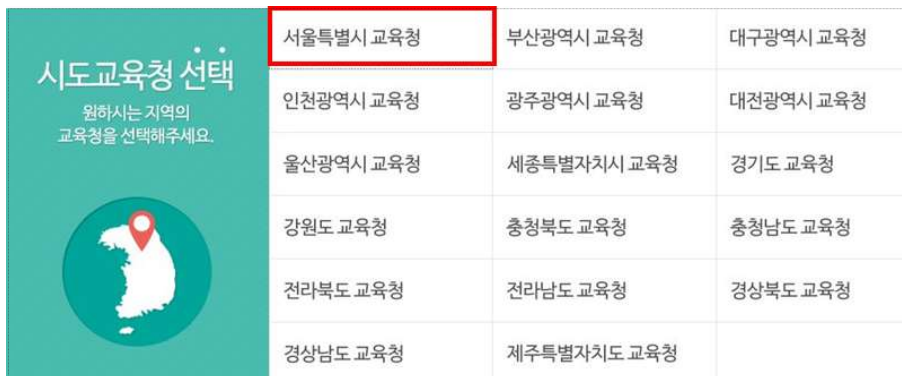 시도교육청 선택
원하시는 지역의
교육청을 선택해주세요.
서울특별시 교육청
부산광역시 교육청
대구광역시 교육청
인천광역시 교육청
광주광역시 교육청
대전광역시 교육청
울산광역시 교육청
세종특별자치시 교육청
경기도 교육청
강원도 교육청
충청북도 교육청
충청남도 교육청
전라북도 교육청
전라남도 교육청
경상북도 교육청
경상남도 교육청
제주특별자치도 교육청